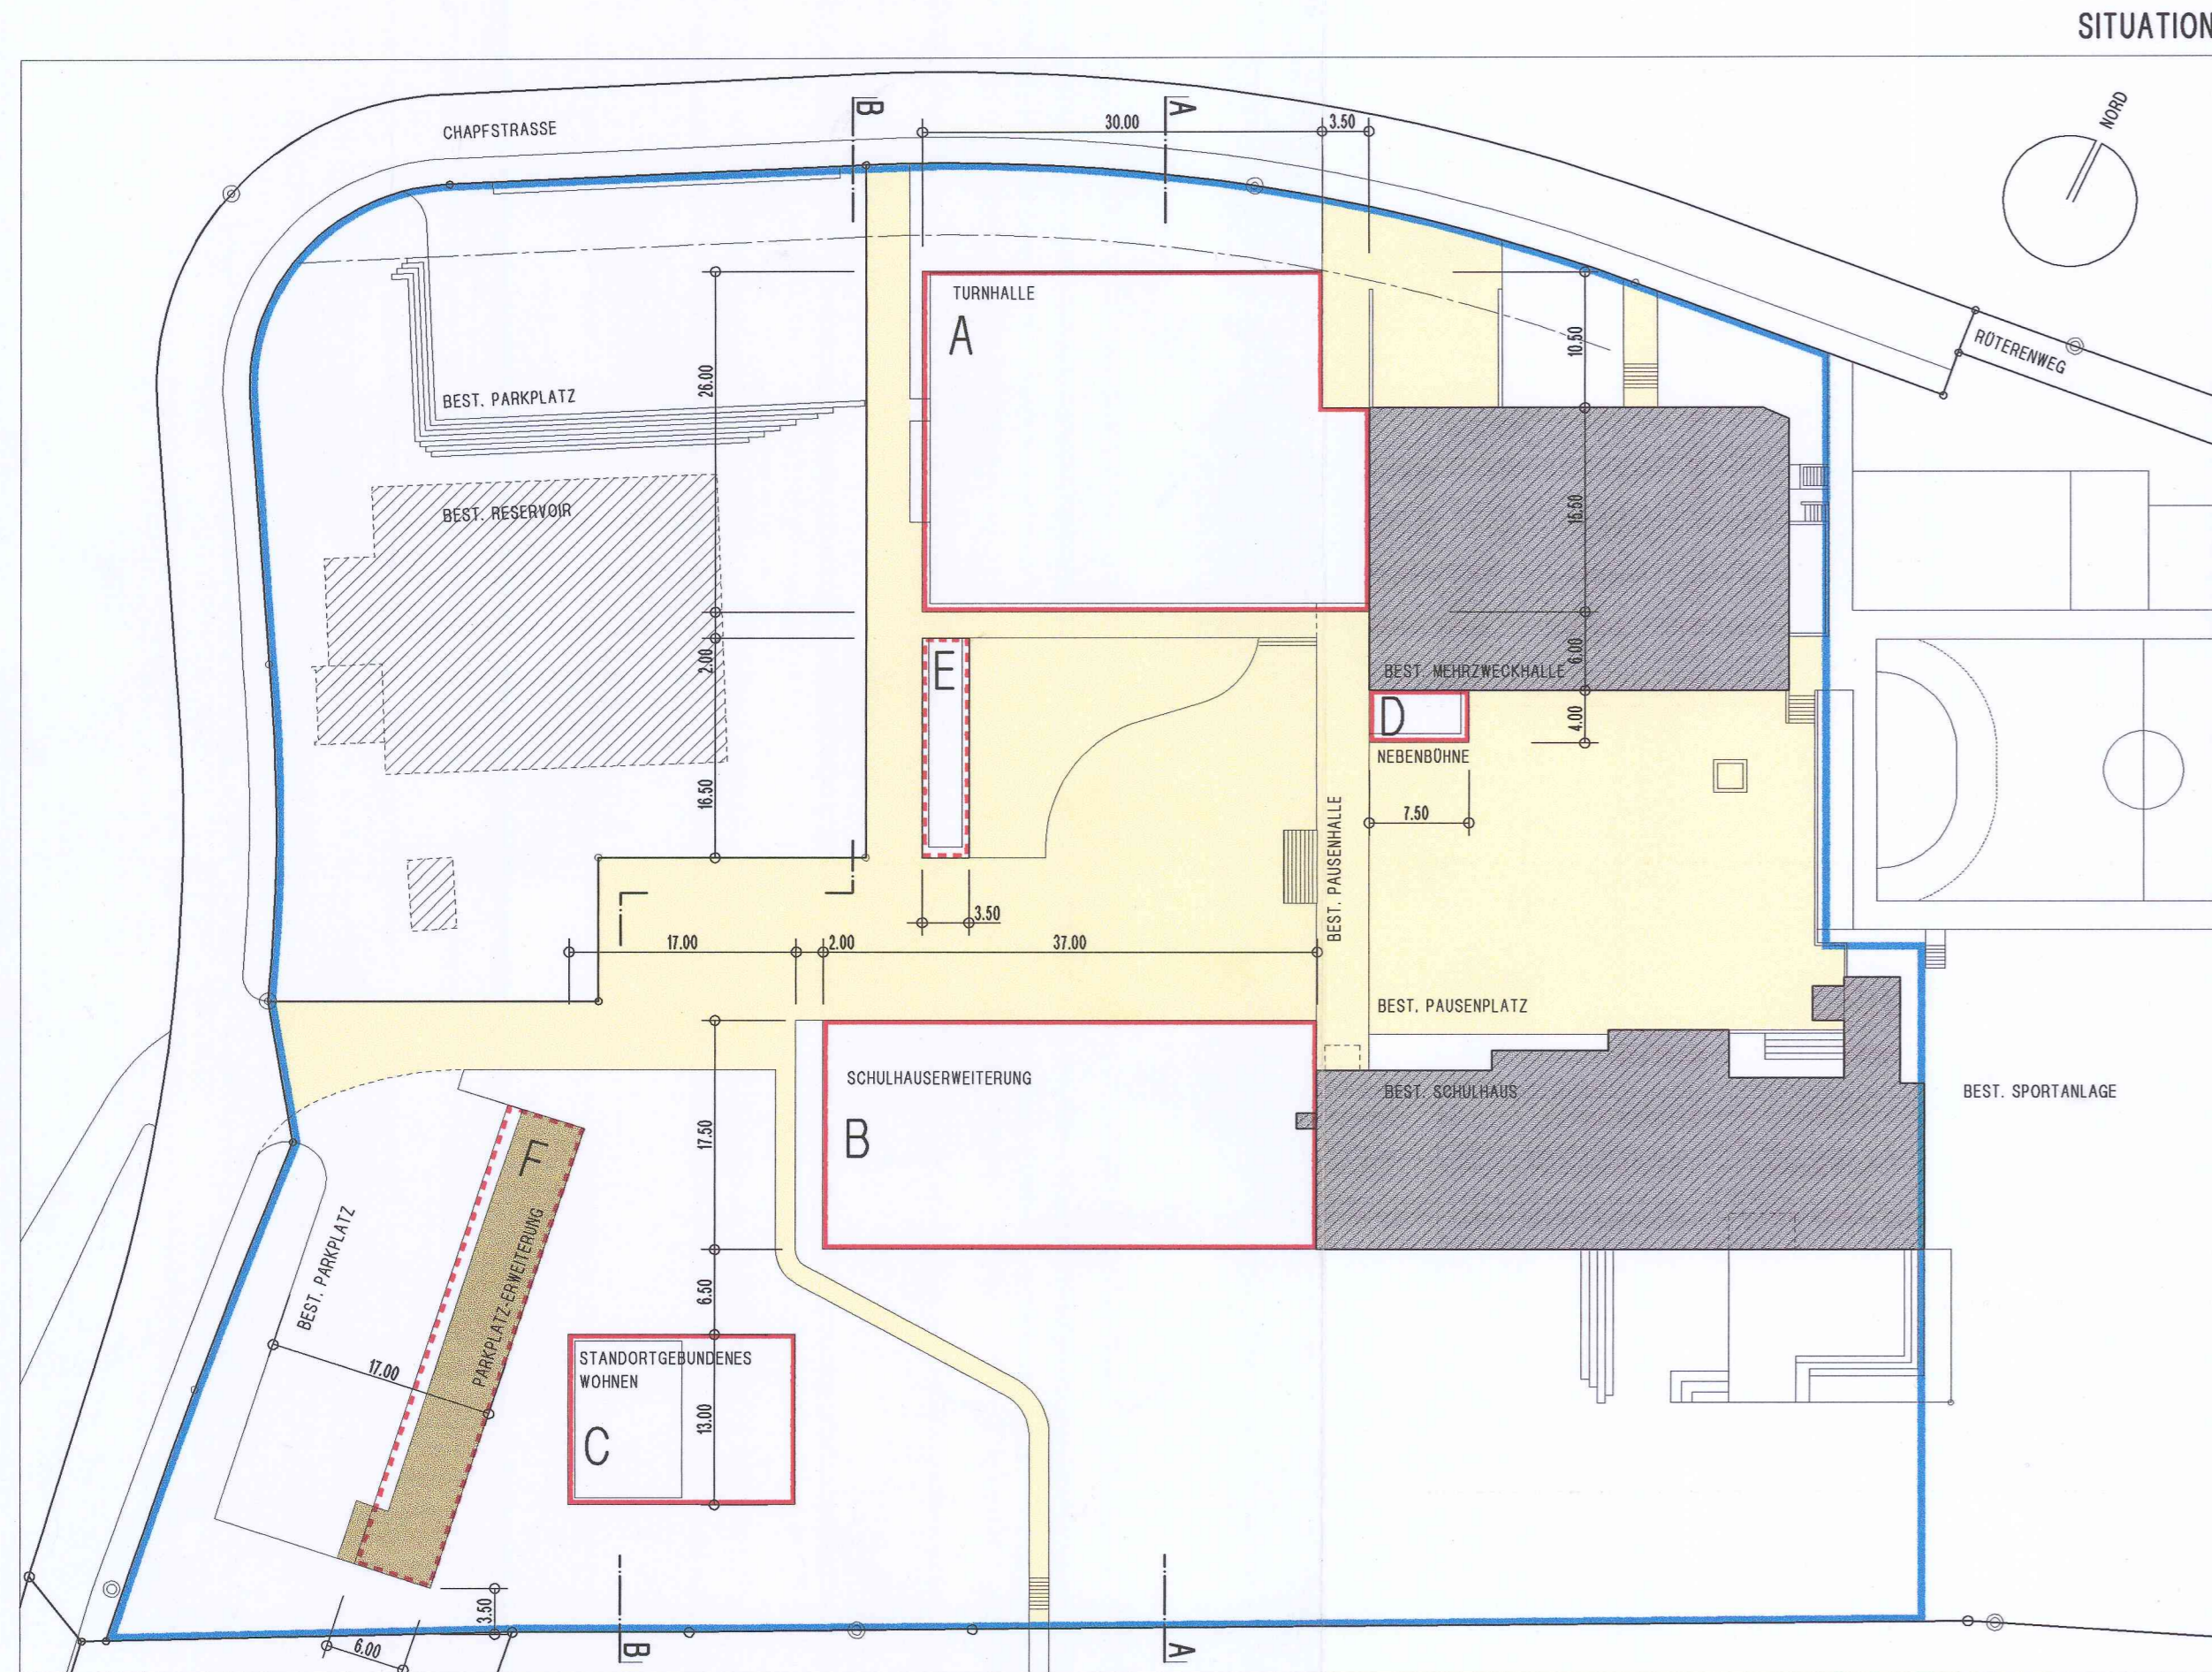 SITUATION
NORD
CHAPFSTRASSE
B
A
30.00
3.50
RÜTERENWEG
TURNHALLE
A
10.50
26.00
BEST. PARKPLATZ
BEST. RESERVOIR
15.50
E
2.00
6.00
BEST. MEHRZWECKHALLE
D
4.00
NEBENBÜHNE
16.50
7.50
BEST. PAUSENHALLE
3.50
17.00
2.00
37.00
BEST. PAUSENPLATZ
SCHULHAUSERWEITERUNG
B
BEST. SCHULHAUS
BEST. SPORTANLAGE
17.50
F
BEST. PARKPLATZ
PARKPLATZ-ERWEITERUNG
17.00
6.50
STANDORTGEBUNDENES
WOHNEN
C
13.00
3.50
6.00
B
A